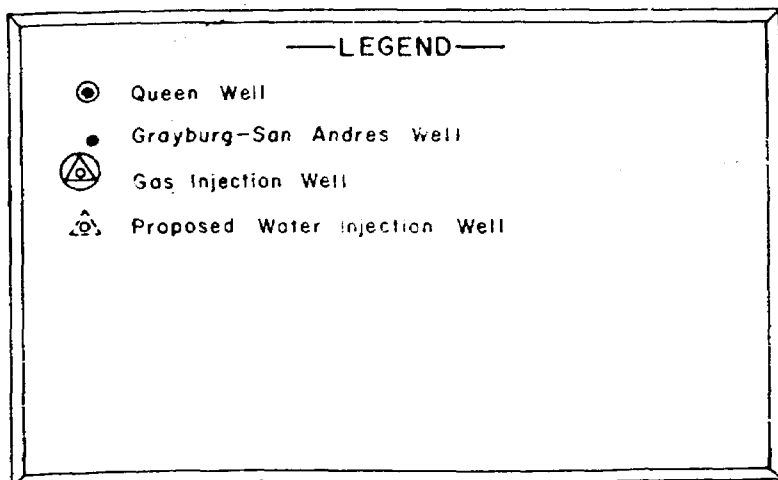 LEGEND
Queen Well
Grayburg-San Andres Well
Gas Injection Well
Proposed Water Injection Well